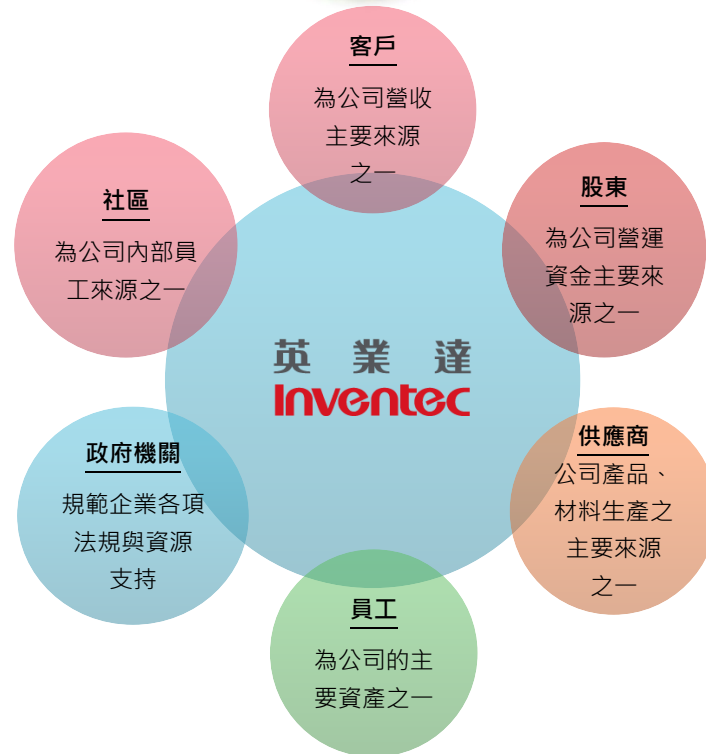 客戶
為公司營收
主要來源
之一
社區
為公司內部員
工來源之一
股東
為公司營運
資金主要來
源之一
英業達
Inventec
政府機關
規範企業各項
法規與資源
支持
供應商
公司產品、
材料生產之
主要來源
之一
員工
為公司的主
要資產之一